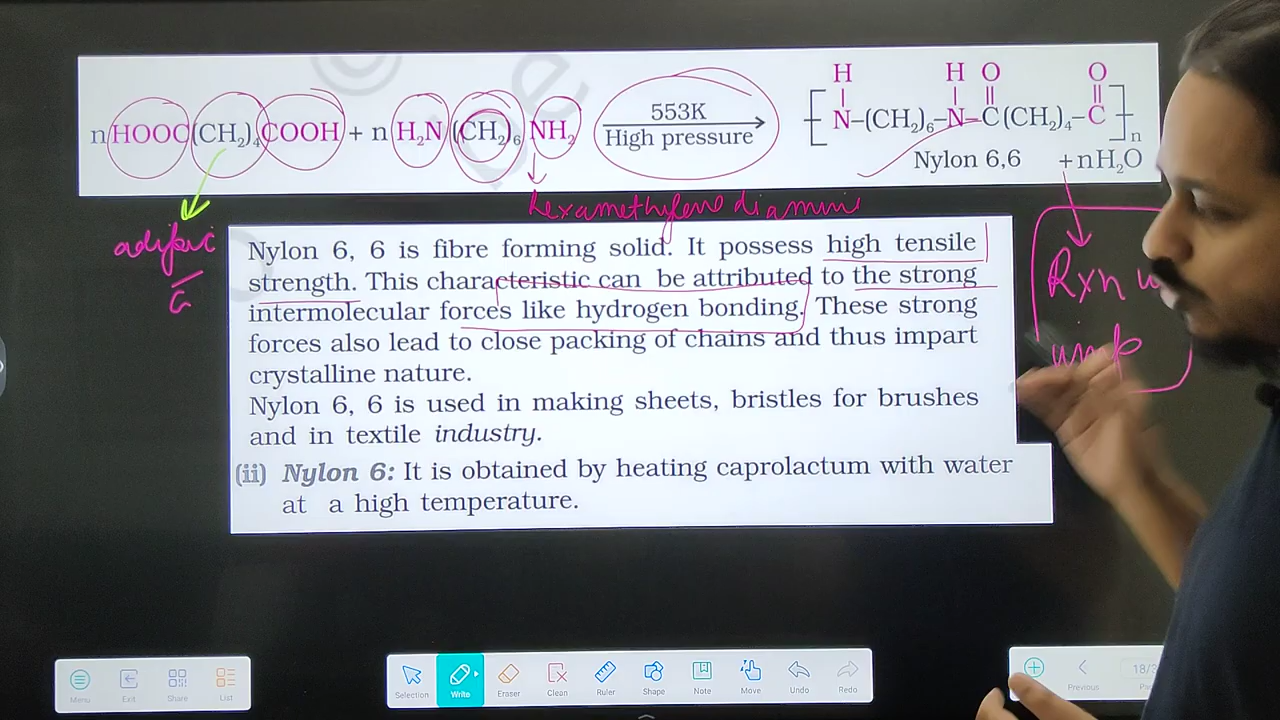 n HOOC(CH₂)₄COOH + n H₂N (CH₂)₆ NH₂
553K
High pressure
H H O O
N–(CH₂)₆–N–C(CH₂)₄–C n
Nylon 6,6 + nH₂O
Hexamethylene diamine
adipic
Rxn
imp
Nylon 6, 6 is fibre forming solid. It possess high tensile
strength. This characteristic can be attributed to the strong
intermolecular forces like hydrogen bonding. These strong
forces also lead to close packing of chains and thus impart
crystalline nature.
Nylon 6, 6 is used in making sheets, bristles for brushes
and in textile industry.
(ii) Nylon 6: It is obtained by heating caprolactum with water
at a high temperature.
Menu Exit Share List
Selection Write Eraser Clean Ruler Shape Note Move Undo Redo
Previous